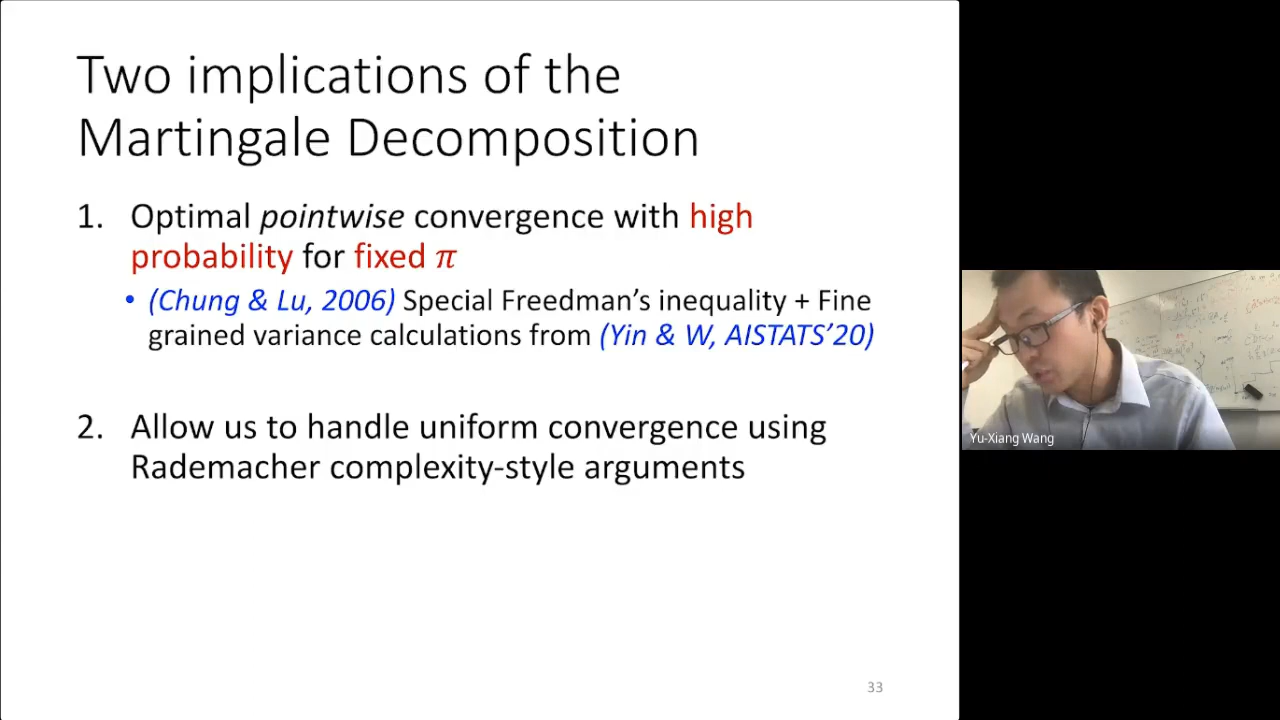 Two implications of the
Martingale Decomposition
1. Optimal pointwise convergence with high
probability for fixed π
• (Chung & Lu, 2006) Special Freedman's inequality + Fine
grained variance calculations from (Yin & W, AISTATS'20)
2. Allow us to handle uniform convergence using
Rademacher complexity-style arguments
33
Yu-Xiang Wang